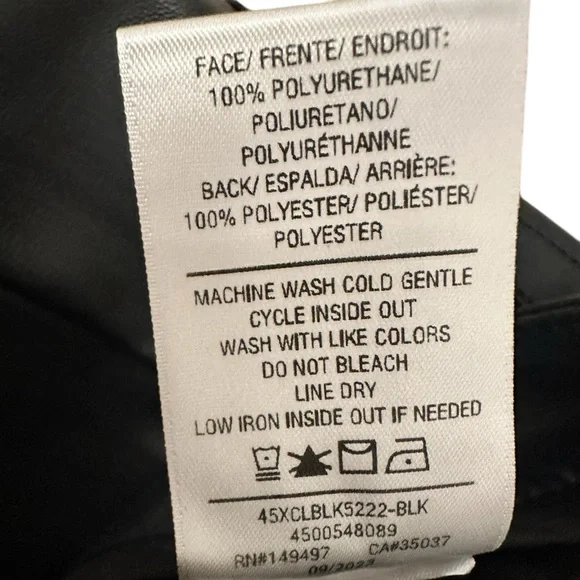 FACE/ FRENTE/ ENDROIT:
100% POLYURETHANE/
POLIURETANO/
POLYURÉTHANNE
BACK/ ESPALDA/ ARRIÈRE:
100% POLYESTER/ POLIÉSTER/
POLYESTER
MACHINE WASH COLD GENTLE
CYCLE INSIDE OUT
WASH WITH LIKE COLORS
DO NOT BLEACH
LINE DRY
LOW IRON INSIDE OUT IF NEEDED
45XCLBLK5222-BLK
4500548089
RN#149497 CA#35037